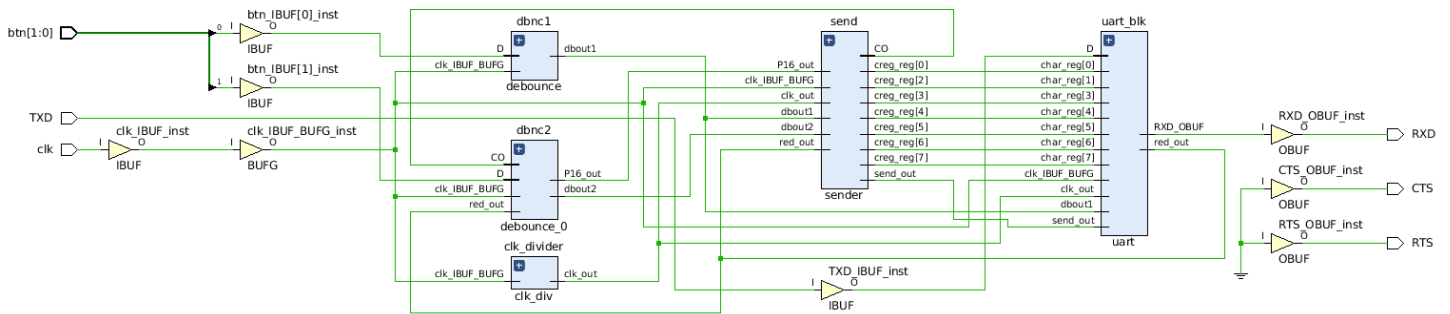 btn[1:0]
btn_IBUF[0]_inst
0
I
O
IBUF
btn_IBUF[1]_inst
1
I
O
IBUF
TXD
clk
clk_IBUF_inst
I
O
IBUF
clk_IBUF_BUFG_inst
I
O
BUFG
dbnc1
D
clk_IBUF_BUFG
dbout1
debounce
dbnc2
CO
D
clk_IBUF_BUFG
red_out
P16_out
dbout2
debounce_0
clk_divider
clk_IBUF_BUFG
clk_out
clk_div
send
P16_out
clk_IBUF_BUFG
clk_out
dbout1
dbout2
red_out
CO
creg_reg[0]
creg_reg[2]
creg_reg[3]
creg_reg[4]
creg_reg[5]
creg_reg[6]
creg_reg[7]
send_out
sender
TXD_IBUF_inst
I
O
IBUF
uart_blk
D
char_reg[0]
char_reg[1]
char_reg[3]
char_reg[4]
char_reg[5]
char_reg[6]
char_reg[7]
clk_IBUF_BUFG
clk_out
dbout1
send_out
RXD_OBUF
red_out
uart
RXD_OBUF_inst
I
O
OBUF
RXD
CTS_OBUF_inst
I
O
OBUF
CTS
RTS_OBUF_inst
I
O
OBUF
RTS